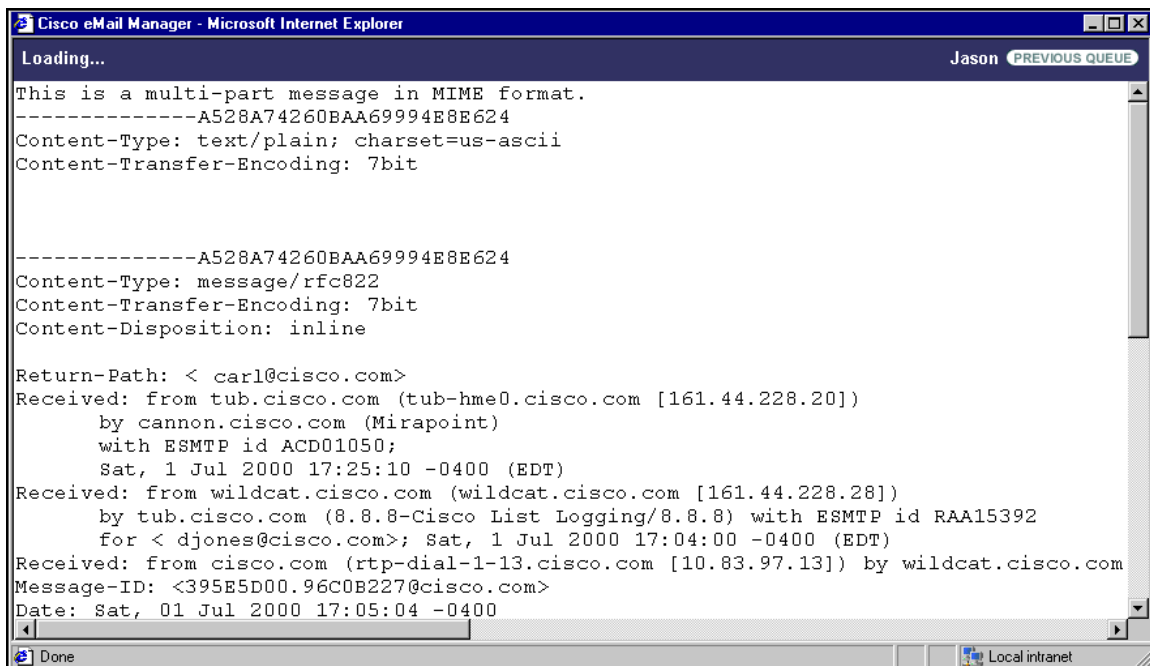 Cisco eMail Manager - Microsoft Internet Explorer
Loading... Jason PREVIOUS QUEUE
This is a multi-part message in MIME format.
--------------A528A74260BAA69994E8E624
Content-Type: text/plain; charset=us-ascii
Content-Transfer-Encoding: 7bit
--------------A528A74260BAA69994E8E624
Content-Type: message/rfc822
Content-Transfer-Encoding: 7bit
Content-Disposition: inline
Return-Path: < carl@cisco.com>
Received: from tub.cisco.com (tub-hme0.cisco.com [161.44.228.20])
by cannon.cisco.com (Mirapoint)
with ESMTP id ACD01050;
Sat, 1 Jul 2000 17:25:10 -0400 (EDT)
Received: from wildcat.cisco.com (wildcat.cisco.com [161.44.228.28])
by tub.cisco.com (8.8.8-Cisco List Logging/8.8.8) with ESMTP id RAA15392
for < djones@cisco.com>; Sat, 1 Jul 2000 17:04:00 -0400 (EDT)
Received: from cisco.com (rtp-dial-1-13.cisco.com [10.83.97.13]) by wildcat.cisco.com
Message-ID: <395E5D00.96C0B227@cisco.com>
Date: Sat, 01 Jul 2000 17:05:04 -0400
Done Local intranet